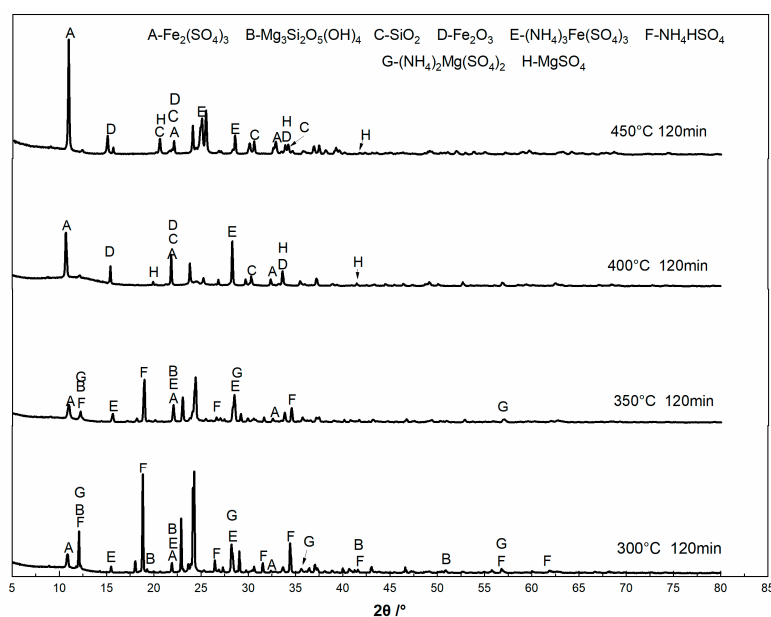 A-Fe₂(SO₄)₃ B-Mg₃Si₂O₅(OH)₄ C-SiO₂ D-Fe₂O₃ E-(NH₄)₃Fe(SO₄)₃ F-NH₄HSO₄
G-(NH₄)₂Mg(SO₄)₂ H-MgSO₄
A
D
H
C
D
C
A
E
E
C
A
H
D
C
H
450°C 120min
A
D
H
D
C
A
E
C
A
H
D
H
400°C 120min
A
G
B
F
E
F
B
E
A
F
G
E
A
F
G
350°C 120min
A
G
B
F
E
F
B
B
E
A
F
G
E
F
A
F
G
B
F
B
G
F
F
300°C 120min
5 10 15 20 25 30 35 40 45 50 55 60 65 70 75 80 85
2θ /°